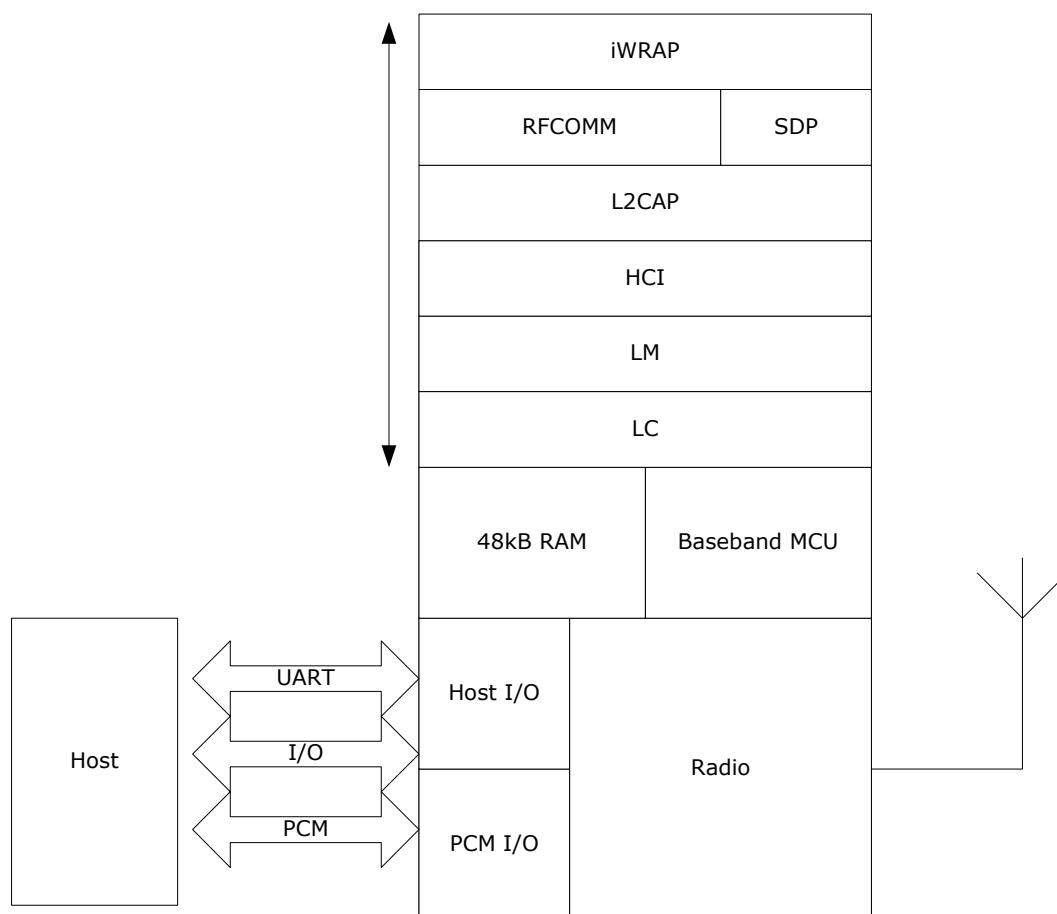 iWRAP
RFCOMM
SDP
L2CAP
HCI
LM
LC
48kB RAM
Baseband MCU
UART
Host I/O
I/O
Host
Radio
PCM
PCM I/O